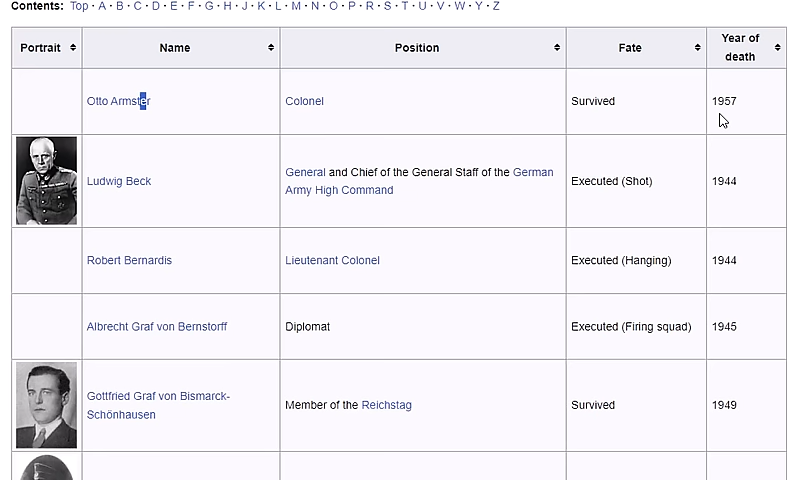 Contents: Top · A · B · C · D · E · F · G · H · J · K · L · M · N · O · P · R · S · T · U · V · W · Y · Z
Portrait Name Position Fate Year of death
Otto Armster Colonel Survived 1957
Ludwig Beck General and Chief of the General Staff of the German Army High Command Executed (Shot) 1944
Robert Bernardis Lieutenant Colonel Executed (Hanging) 1944
Albrecht Graf von Bernstorff Diplomat Executed (Firing squad) 1945
Gottfried Graf von Bismarck-Schönhausen Member of the Reichstag Survived 1949